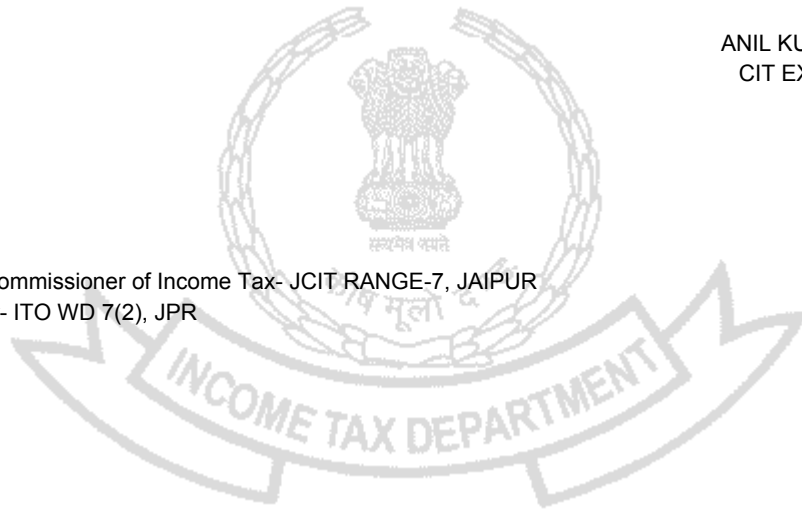 ANIL KU
CIT EX
सत्यमेव जयते
ommissioner of Income Tax- JCIT RANGE-7, JAIPUR
- ITO WD 7(2), JPR
मूलो
INCOME TAX DEPARTMENT